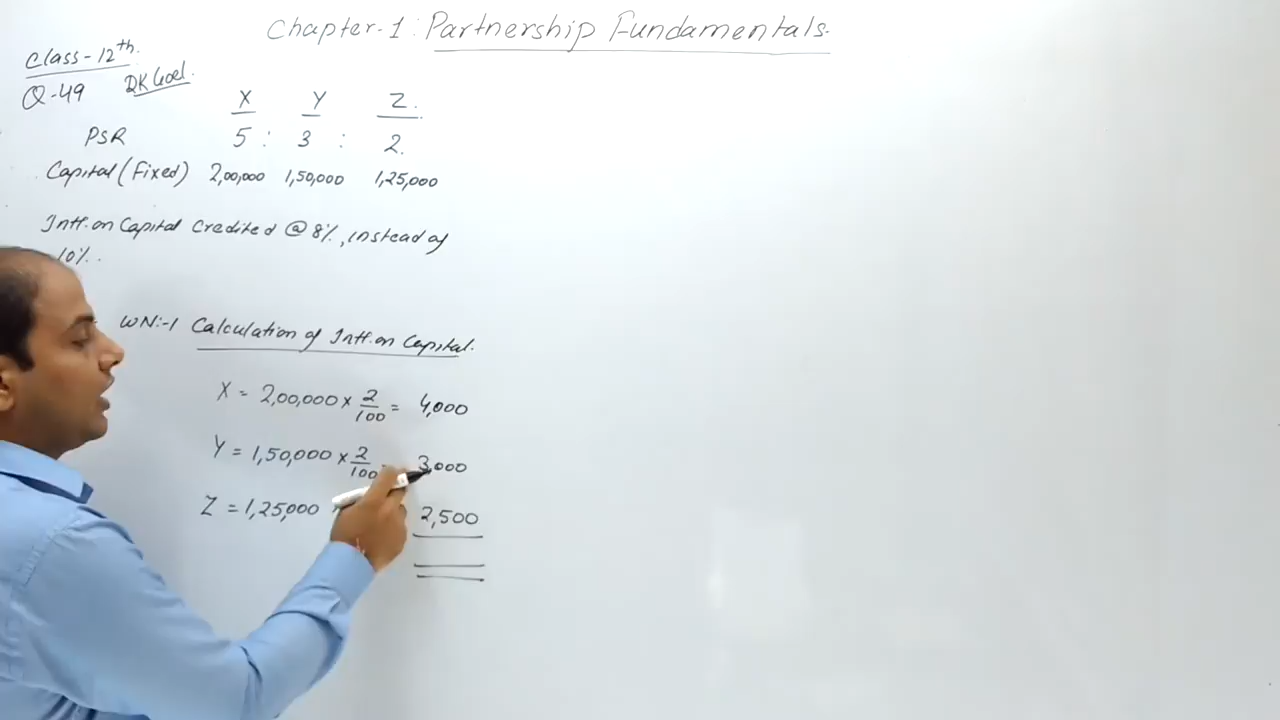 Chapter-1: Partnership Fundamentals.
Class-12th.
Q-49 DK Goel.
X Y Z.
PSR 5 : 3 : 2.
Capital (Fixed) 2,00,000 1,50,000 1,25,000
Intt. on Capital Credited @ 8%, instead of
10%.
WN:-1 Calculation of Intt. on Capital.
X = 2,00,000 × 2/100 = 4,000
Y = 1,50,000 × 2/100 3,000
Z = 1,25,000 2,500